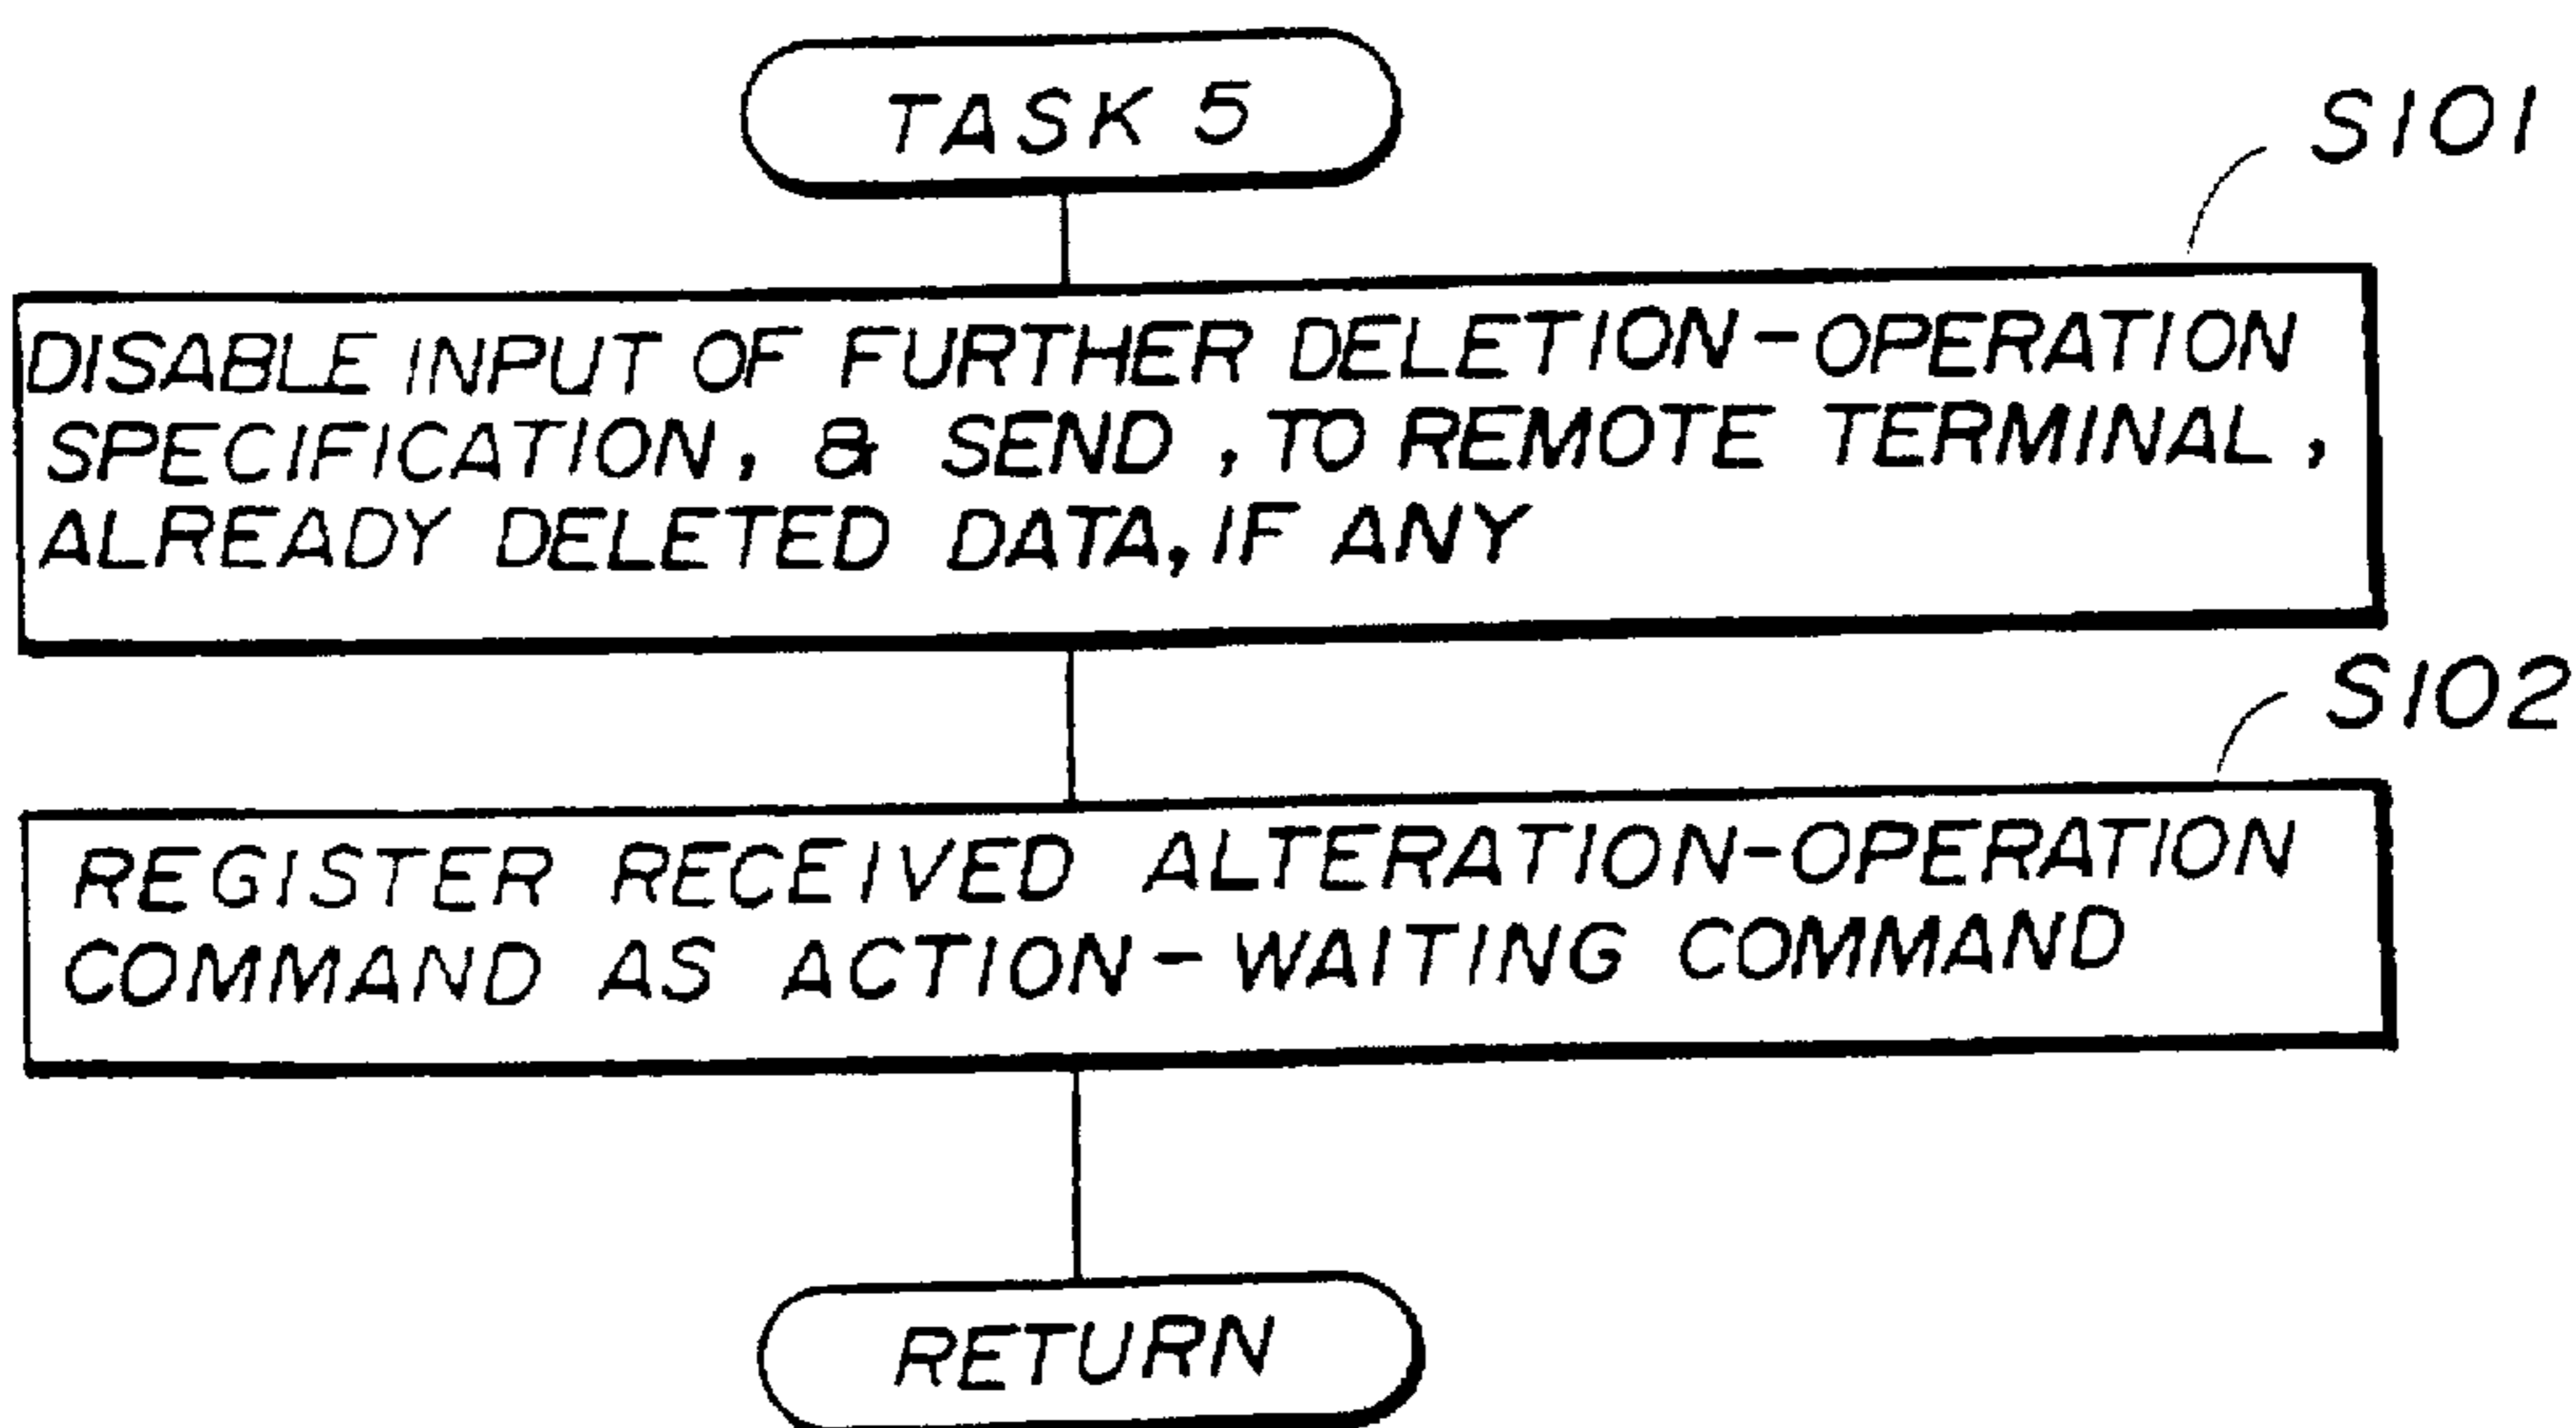 TASK 5
S101
DISABLE INPUT OF FURTHER DELETION-OPERATION
SPECIFICATION, & SEND, TO REMOTE TERMINAL,
ALREADY DELETED DATA, IF ANY
S102
REGISTER RECEIVED ALTERATION-OPERATION
COMMAND AS ACTION-WAITING COMMAND
RETURN